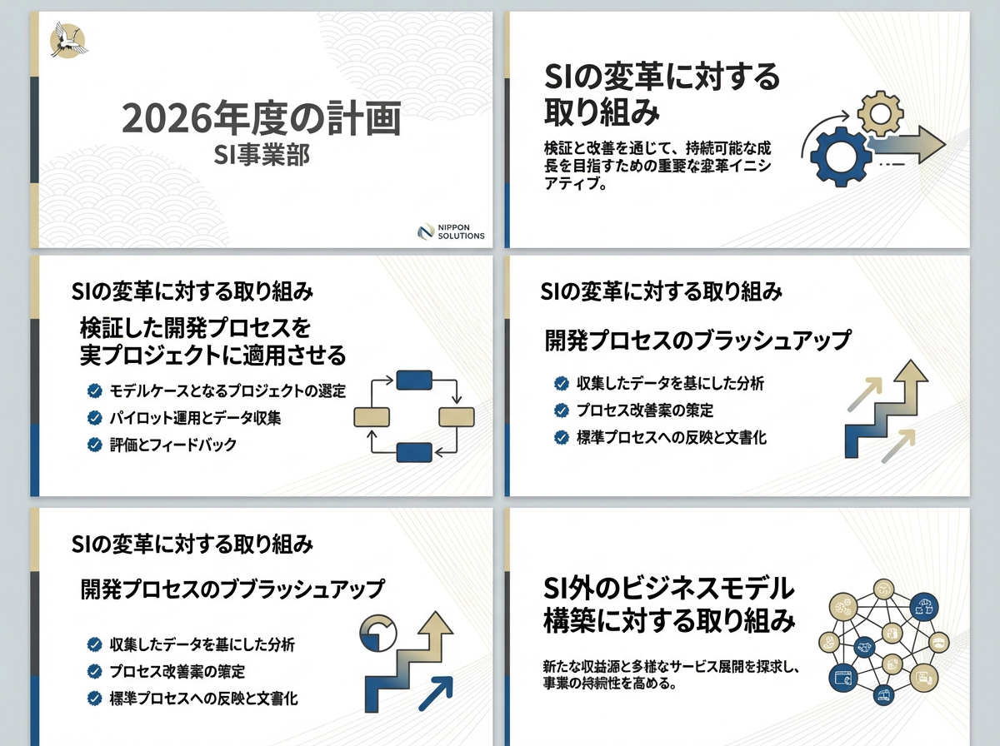 2026年度の計画
SI事業部
NIPPON
SOLUTIONS
SIの変革に対する
取り組み
検証と改善を通じて、持続可能な成
長を目指すための重要な変革イニシ
アティブ。
SIの変革に対する取り組み
検証した開発プロセスを
実プロジェクトに適用させる
モデルケースとなるプロジェクトの選定
パイロット運用とデータ収集
評価とフィードバック
SIの変革に対する取り組み
開発プロセスのブラッシュアップ
収集したデータを基にした分析
プロセス改善案の策定
標準プロセスへの反映と文書化
SIの変革に対する取り組み
開発プロセスのブブラッシュアップ
収集したデータを基にした分析
プロセス改善案の策定
標準プロセスへの反映と文書化
SI外のビジネスモデル
構築に対する取り組み
新たな収益源と多様なサービス展開を探求し、
事業の持続性を高める。